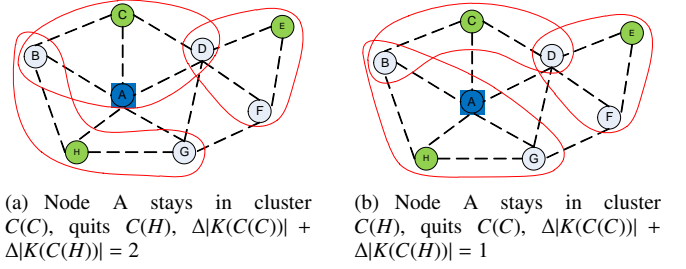 C
E
B
D
A
F
H
G
C
E
B
D
A
F
H
G
(a) Node A stays in cluster
C(C), quits C(H), Δ|K(C(C))| +
Δ|K(C(H))| = 2
(b) Node A stays in cluster
C(H), quits C(C), Δ|K(C(C))| +
Δ|K(C(H))| = 1